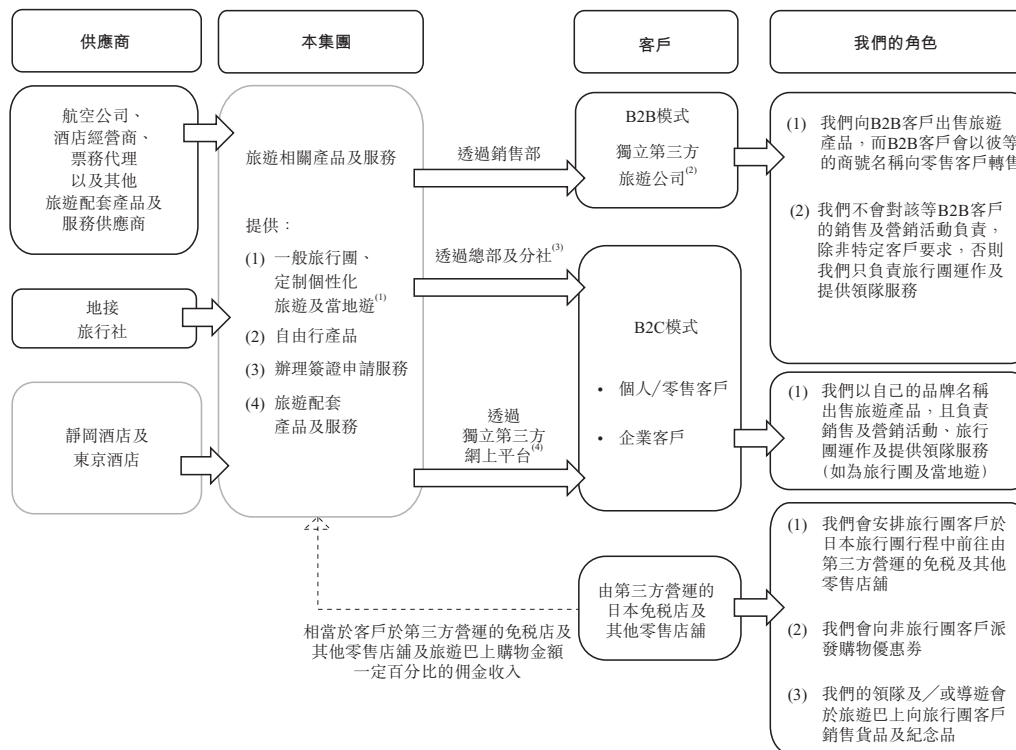 供應商
本集團
客戶
我們的角色
航空公司、
酒店經營商、
票務代理
以及其他
旅遊配套產品及
服務供應商
地接
旅行社
靜岡酒店及
東京酒店
旅遊相關產品及服務
提供：
(1) 一般旅行團、
定制個性化
旅遊及當地遊(1)
(2) 自由行產品
(3) 辦理簽證申請服務
(4) 旅遊配套
產品及服務
透過銷售部
透過總部及分社(3)
透過
獨立第三方
網上平台(4)
B2B模式
獨立第三方
旅遊公司(2)
B2C模式
• 個人╱零售客戶
• 企業客戶
由第三方營運的
日本免稅店及
其他零售店舖
相當於客戶於第三方營運的免稅店及
其他零售店舖及旅遊巴上購物金額
一定百分比的佣金收入
(1) 我們向B2B客戶出售旅遊
產品，而B2B客戶會以彼等
的商號名稱向零售客戶轉售
(2) 我們不會對該等B2B客戶
的銷售及營銷活動負責，
除非特定客戶要求，否則
我們只負責旅行團運作及
提供領隊服務
(1) 我們以自己的品牌名稱
出售旅遊產品，且負責
銷售及營銷活動、旅行
團運作及提供領隊服務
(如為旅行團及當地遊)
(1) 我們會安排旅行團客戶於
日本旅行團行程中前往由
第三方營運的免稅及其他
零售店舖
(2) 我們會向非旅行團客戶派
發購物優惠券
(3) 我們的領隊及╱或導遊會
於旅遊巴上向旅行團客戶
銷售貨品及紀念品